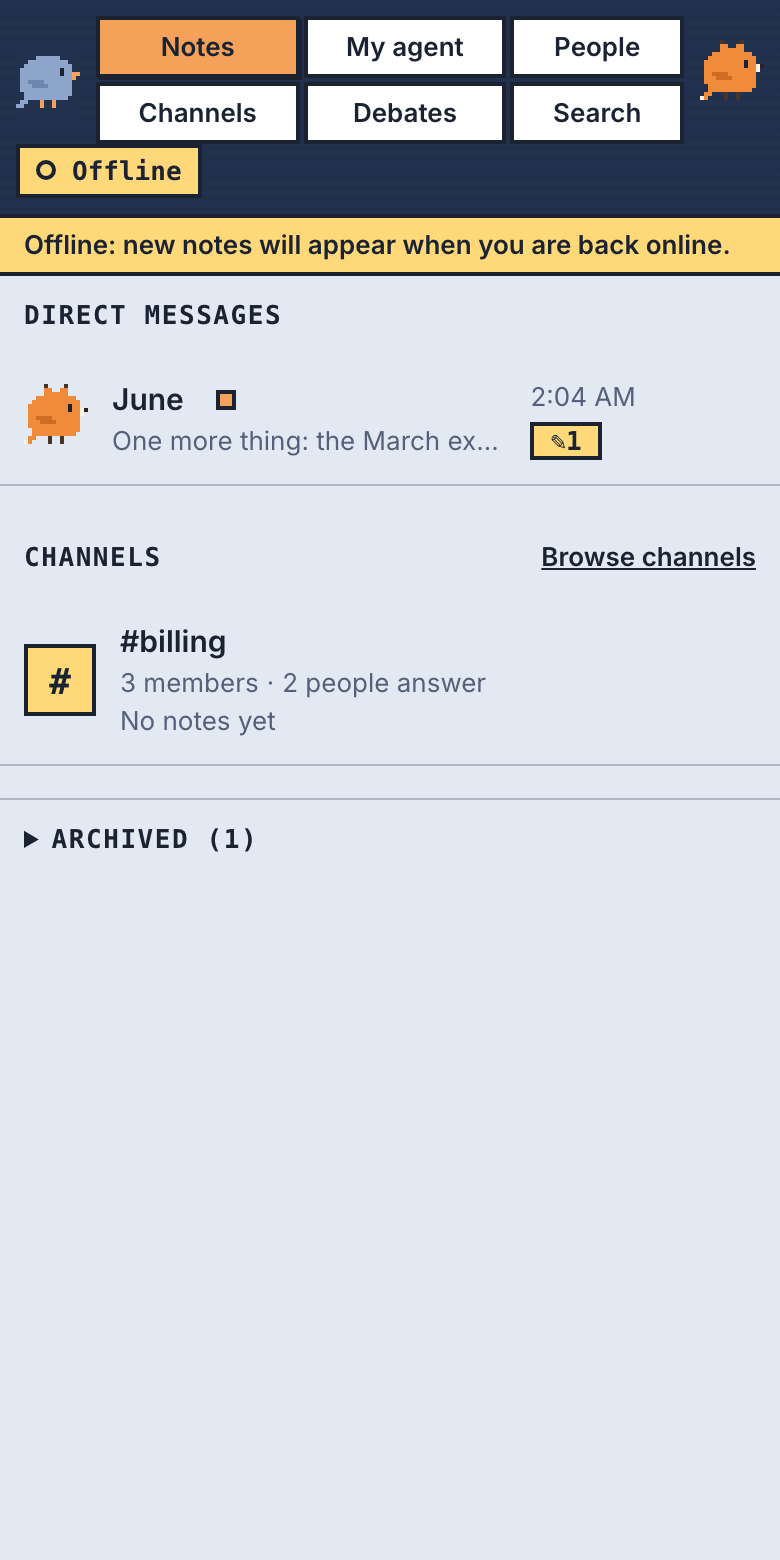 Notes
My agent
People
Channels
Debates
Search
Offline
Offline: new notes will appear when you are back online.
DIRECT MESSAGES
June
2:04 AM
One more thing: the March ex...
✎1
CHANNELS
Browse channels
#
#billing
3 members · 2 people answer
No notes yet
ARCHIVED (1)